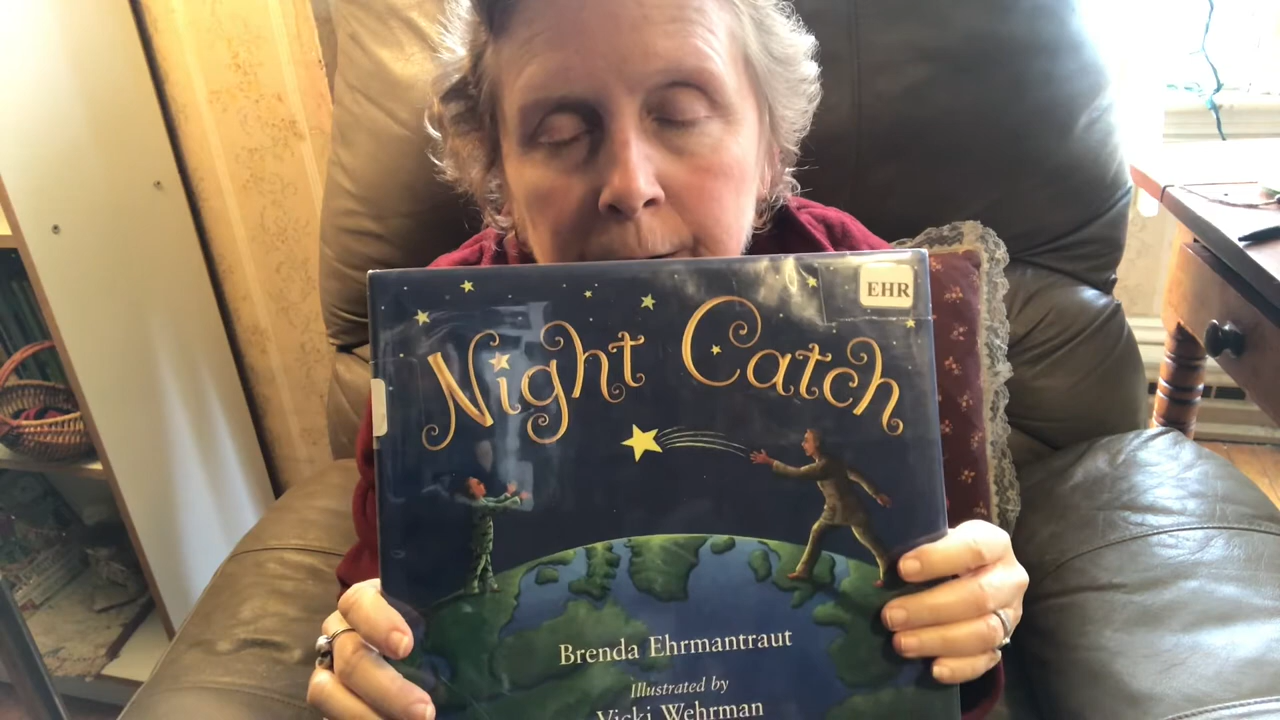 EHR
Night Catch
Brenda Ehrmantraut
Illustrated by
Vicki Wehrman